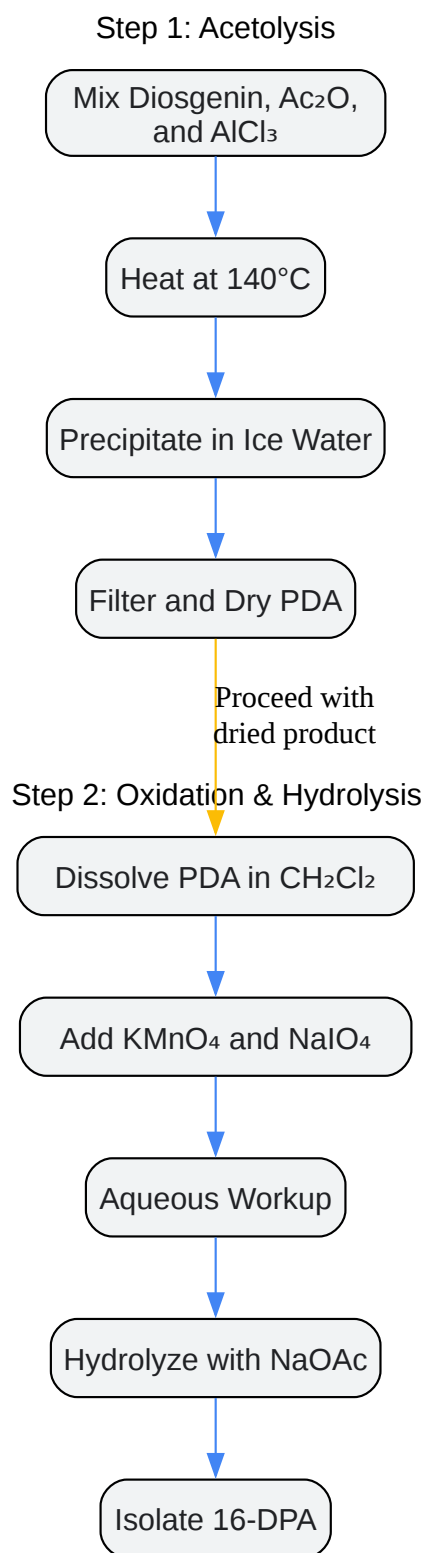 Step 1: Acetolysis
Mix Diosgenin, Ac₂O,
and AlCl₃
Heat at 140°C
Precipitate in Ice Water
Filter and Dry PDA
Proceed with
dried product
Step 2: Oxidation & Hydrolysis
Dissolve PDA in CH₂Cl₂
Add KMnO₄ and NaIO₄
Aqueous Workup
Hydrolyze with NaOAc
Isolate 16-DPA